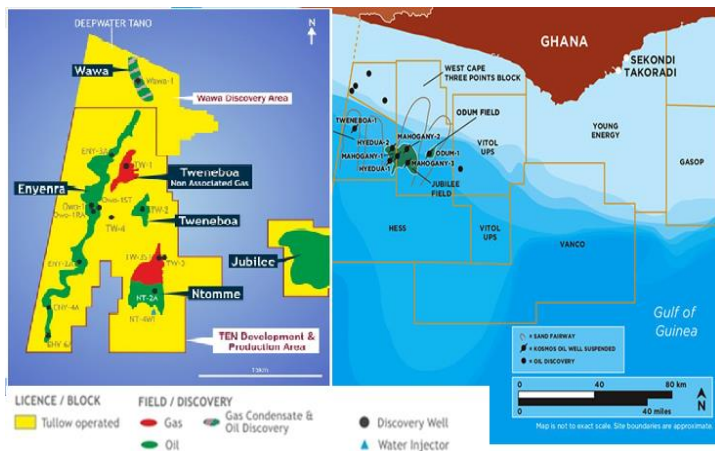 DEEPWATER TANO
N
Wawa
Wawa-1
Wawa Discovery Area
ENY-3A
TW-1
Tweneboa
Non Associated Gas
Enyenra
Owo-1
Owo-1ST
Owo-1RA
TW-2
Tweneboa
TW-4
Jubilee
ENY-2A
TW-3ST
TW-3
NT-2A
Ntomme
ENY-4A
NT-4WI
TEN Development &
Production Area
ENY-6A
10km
LICENCE / BLOCK
Tullow operated
FIELD / DISCOVERY
Gas
Oil
Gas Condensate &
Oil Discovery
Discovery Well
Water Injector
GHANA
SEKONDI
TAKORADI
WEST CAPE
THREE POINTS BLOCK
TWENEBOA-1
MAHOGANY-2
ODUM FIELD
HYEDUA-2
MAHOGANY-1
HYEDUA-1
ODUM-1
MAHOGANY-3
JUBILEE
FIELD
VITOL
UPS
YOUNG
ENERGY
GASOP
HESS
VITOL
UPS
VANCO
Gulf of
Guinea
= SAND FAIRWAY
= KOSMOS OIL WELL SUSPENDED
= OIL DISCOVERY
0 40 80 km
0 40 miles
N
Map is not to exact scale. Site boundaries are approximate.